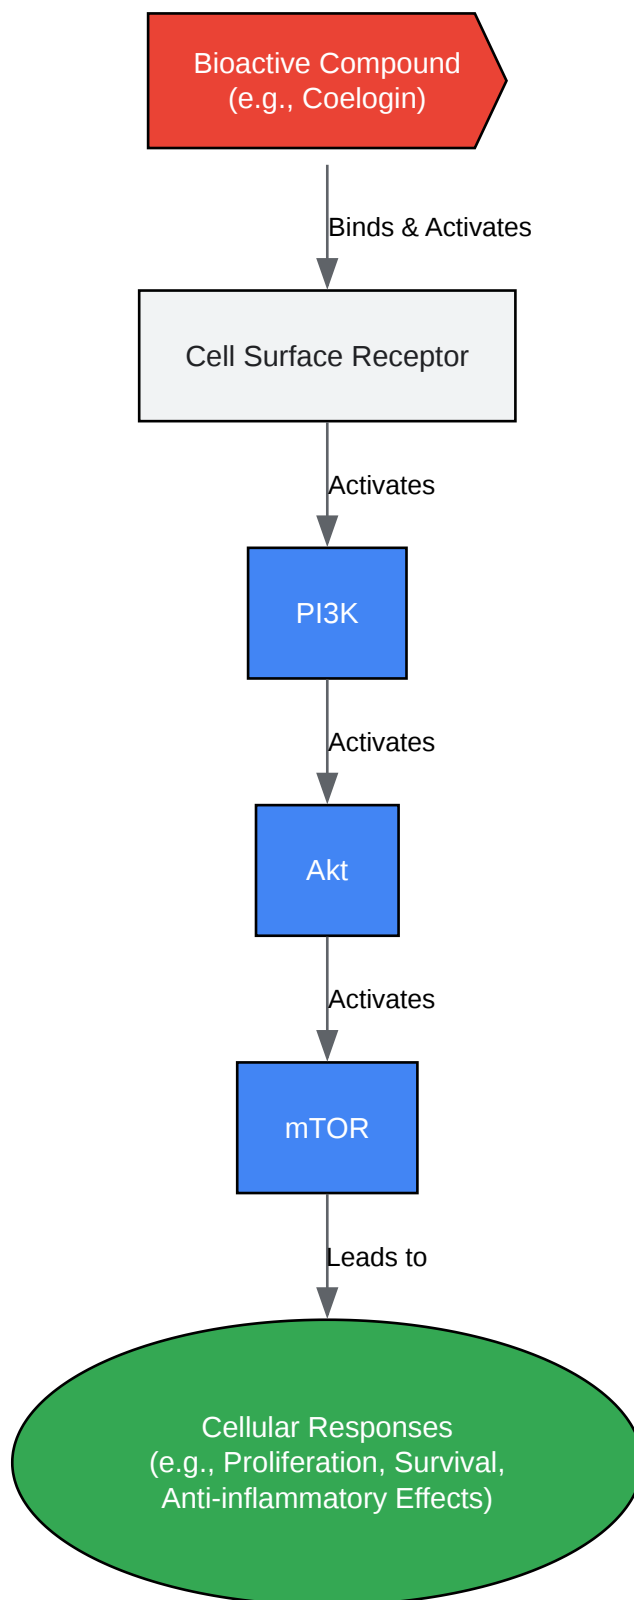 Bioactive Compound
(e.g., Coelogin)
Binds & Activates
Cell Surface Receptor
Activates
PI3K
Activates
Akt
Activates
mTOR
Leads to
Cellular Responses
(e.g., Proliferation, Survival,
Anti-inflammatory Effects)